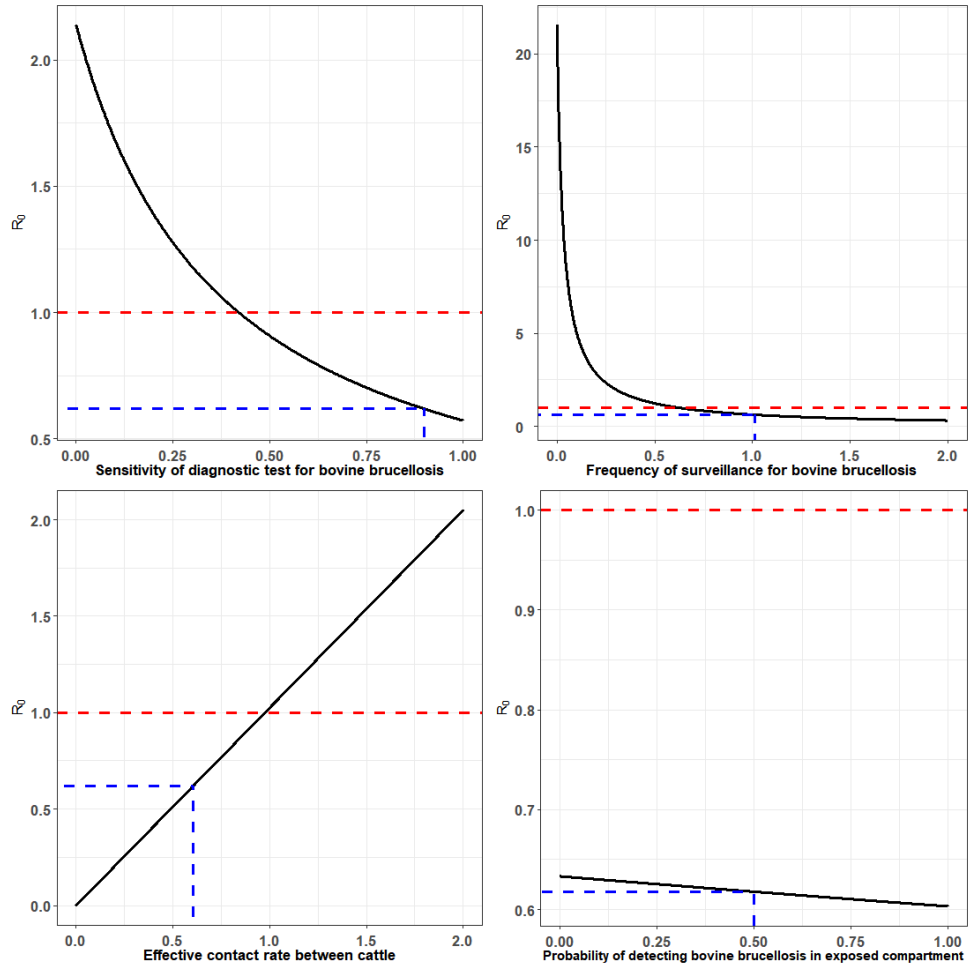 2.0
1.5
R0
1.0
0.5
0.00 0.25 0.50 0.75 1.00
Sensitivity of diagnostic test for bovine brucellosis
20
15
R0
10
5
0
0.0 0.5 1.0 1.5 2.0
Frequency of surveillance for bovine brucellosis
2.0
1.5
R0
1.0
0.5
0.0
0.0 0.5 1.0 1.5 2.0
Effective contact rate between cattle
1.0
0.9
R0
0.8
0.7
0.6
0.00 0.25 0.50 0.75 1.00
Probability of detecting bovine brucellosis in exposed compartment